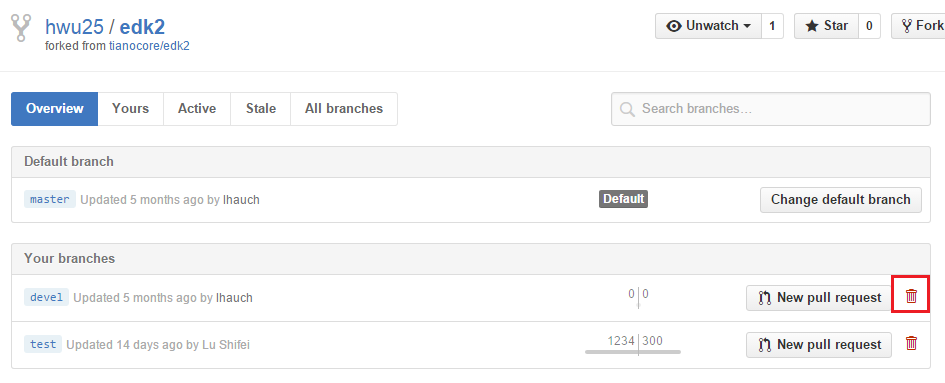 hwu25 / edk2
forked from tianocore/edk2
Unwatch 1 Star 0 Fork
Overview Yours Active Stale All branches
Search branches...
Default branch
master Updated 5 months ago by lhauch Default Change default branch
Your branches
devel Updated 5 months ago by lhauch 0 0 New pull request
test Updated 14 days ago by Lu Shifei 1234 300 New pull request